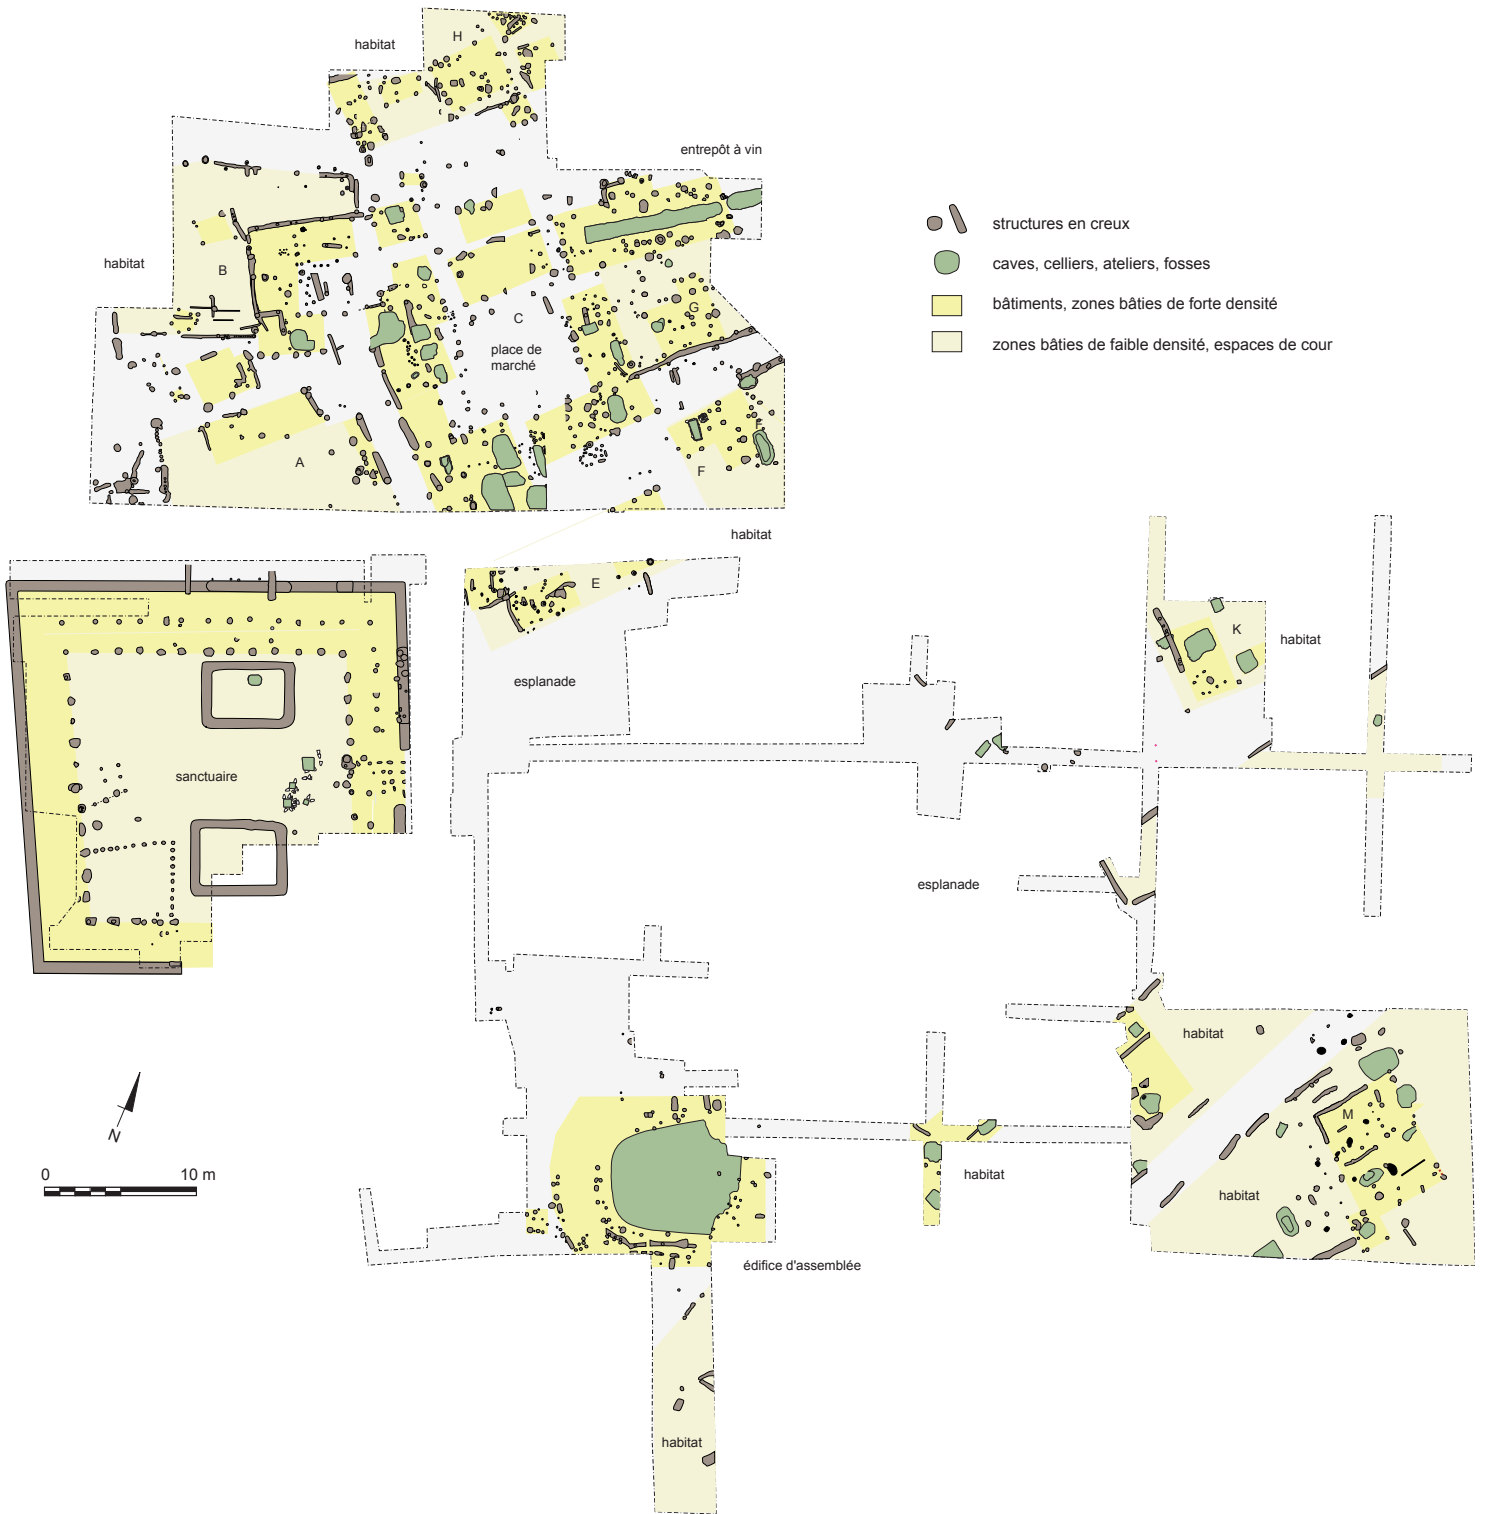 H
habitat
entrepôt à vin
structures en creux
caves, celliers, ateliers, fosses
bâtiments, zones bâties de forte densité
zones bâties de faible densité, espaces de cour
habitat
B
G
C
place de
marché
F
A
F
habitat
E
K
habitat
esplanade
sanctuaire
esplanade
habitat
M
N
habitat
habitat
0 10 m
édifice d'assemblée
habitat